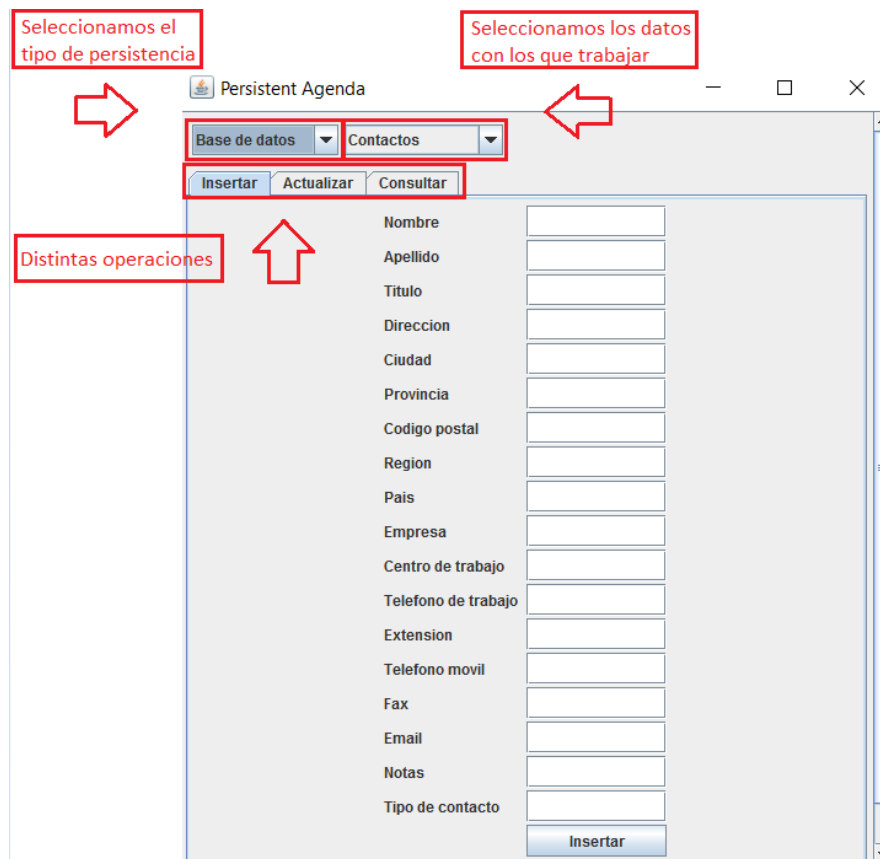 Seleccionamos el
tipo de persistencia
Seleccionamos los datos
con los que trabajar
Persistent Agenda
Base de datos
Contactos
Insertar
Actualizar
Consultar
Distintas operaciones
Nombre
Apellido
Titulo
Direccion
Ciudad
Provincia
Codigo postal
Region
Pais
Empresa
Centro de trabajo
Telefono de trabajo
Extension
Telefono movil
Fax
Email
Notas
Tipo de contacto
Insertar